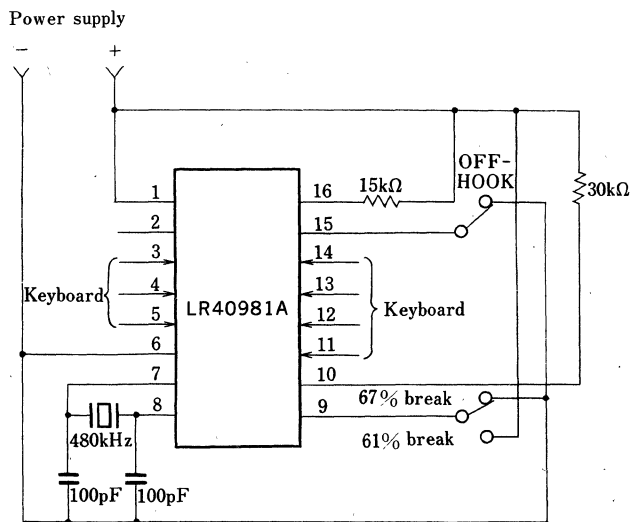 Power supply
− +
OFF-
HOOK
1 16 15kΩ
30kΩ
2 15
3 14
Keyboard 4 LR40981A 13 Keyboard
5 12
6 11
7 10
67% break
8 9
480kHz
61% break
100pF 100pF